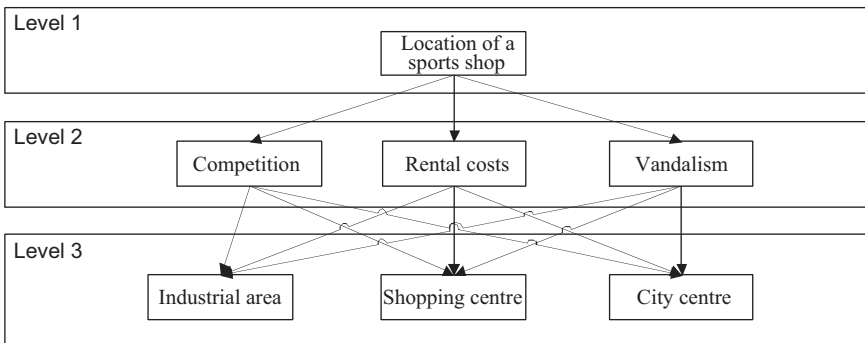 Level 1
Location of a
sports shop
Level 2
Competition
Rental costs
Vandalism
Level 3
Industrial area
Shopping centre
City centre